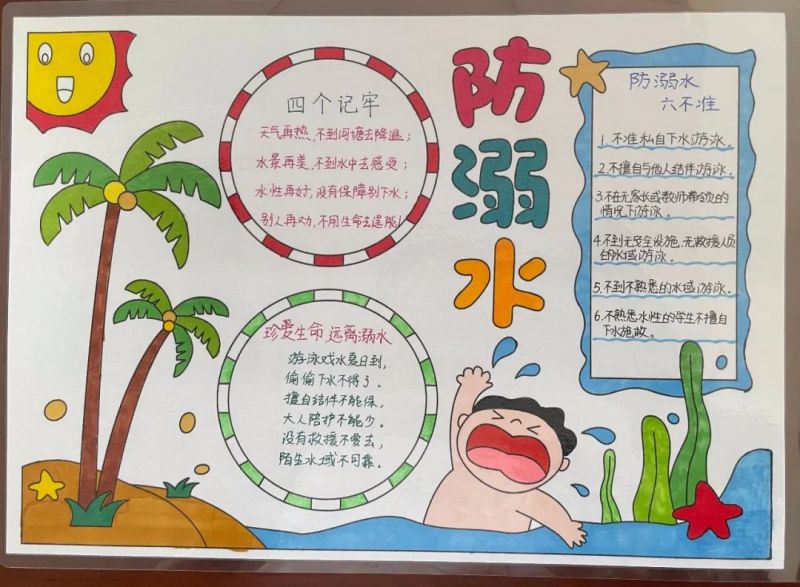 防溺水
四个记牢
天气再热,不到河塘去降温;
水景再美,不到水中去感受;
水性再好,没有保障别下水;
别人再劝,不用生命去逞能!
珍爱生命 远离溺水
游泳戏水夏日到,
偷偷下水不得了。
擅自结伴不能保,
大人陪护不能少。
没有救援不要去,
陌生水域不可靠。
防溺水
六不准
1.不准私自下水游泳。
2.不擅自与他人结伴游泳。
3.不在无家长或教师带领的
情况下游泳。
4.不到无安全设施、无救援人员
的水域游泳。
5.不到不熟悉的水域游泳。
6.不熟悉水性的学生不擅自
下水施救。